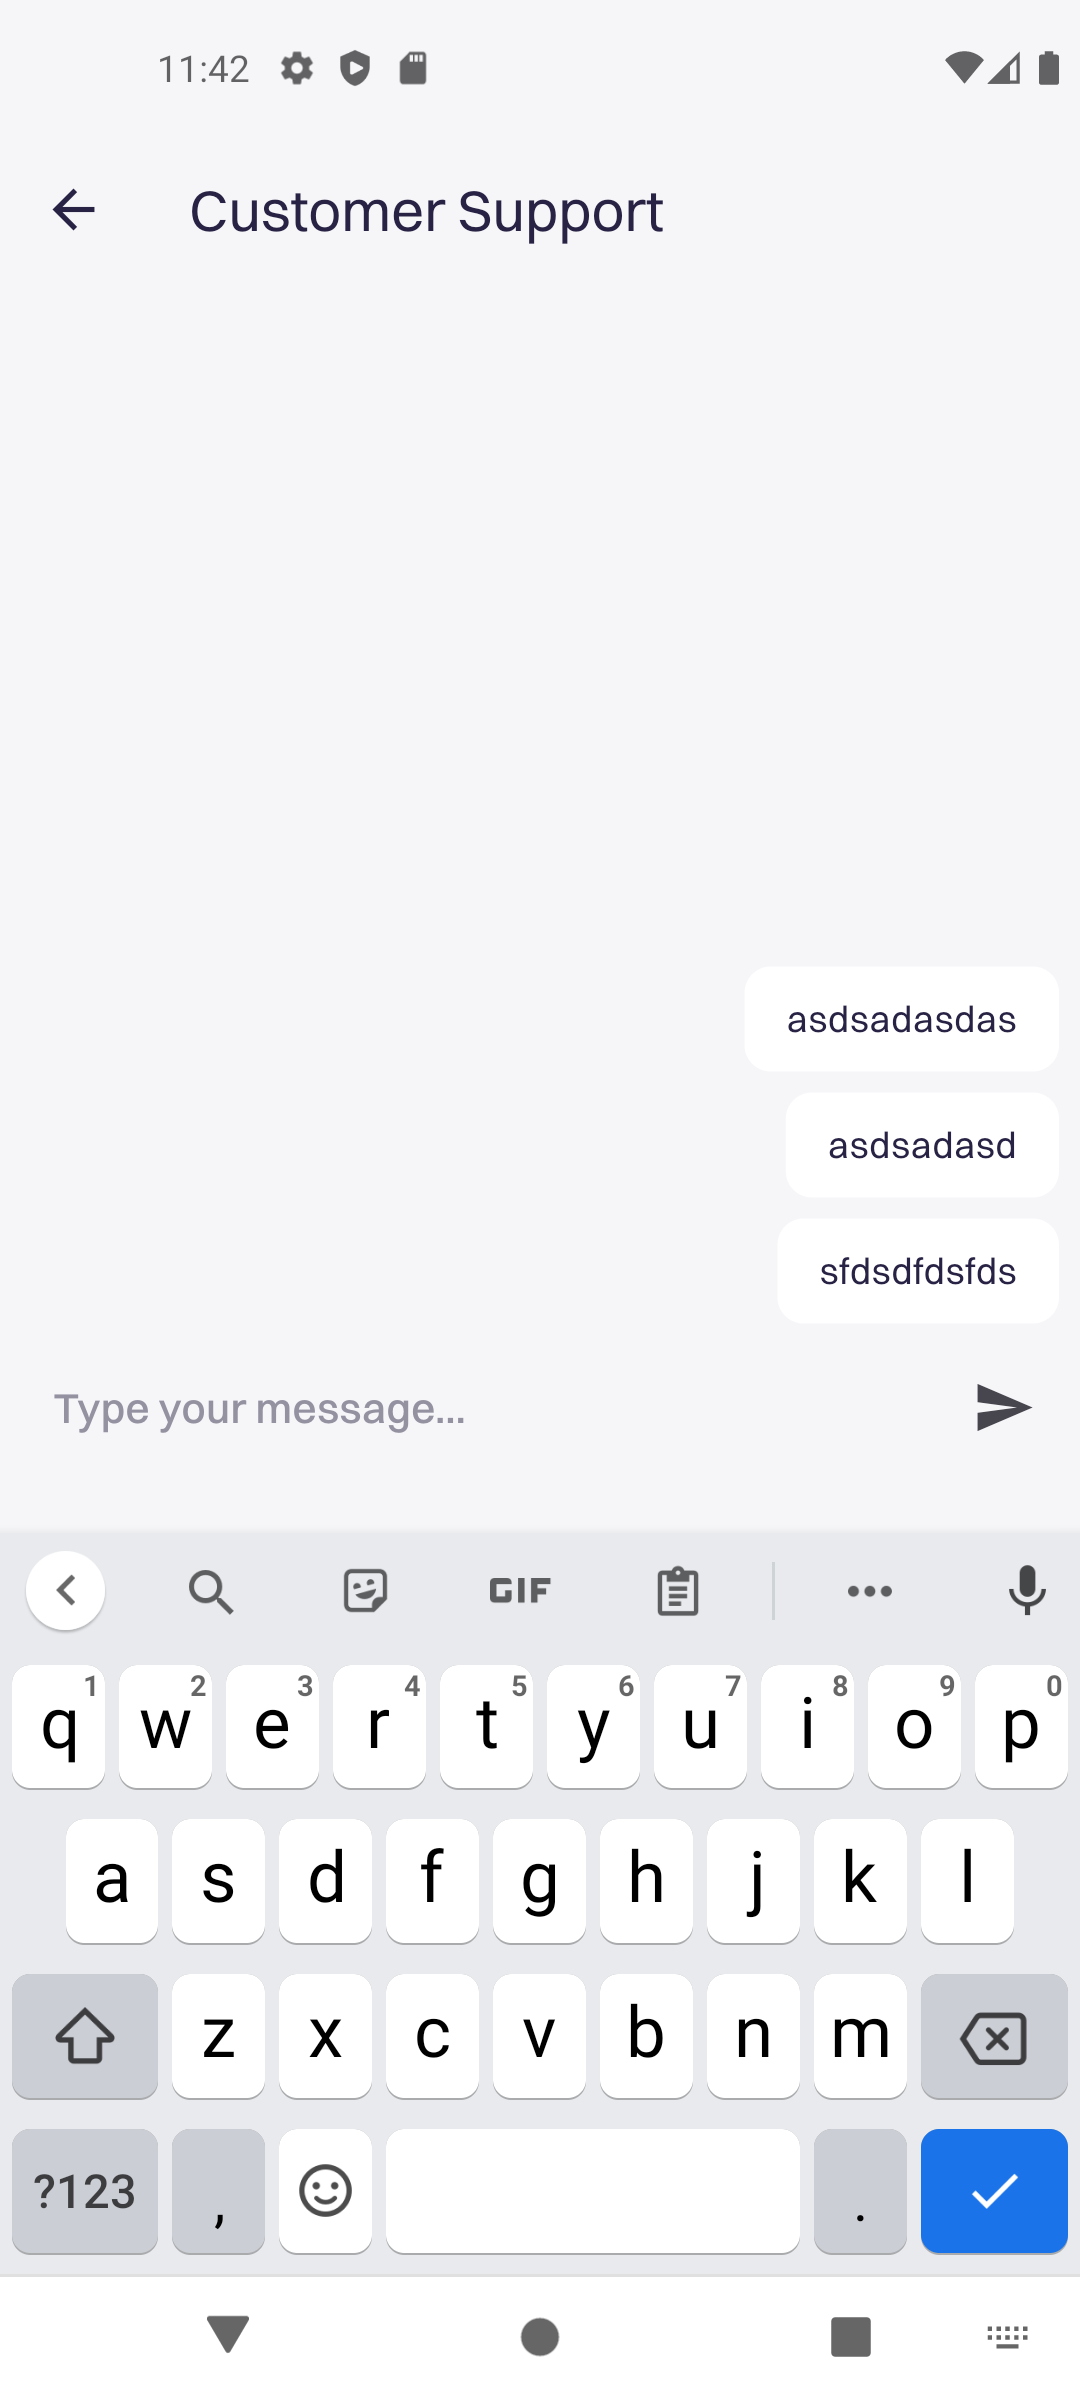 11:42
Customer Support
asdsadasdas
asdsadasd
sfdsdfdsfds
Type your message...
GIF
1 2 3 4 5 6 7 8 9 0
q w e r t y u i o p
a s d f g h j k l
z x c v b n m
?123 , .